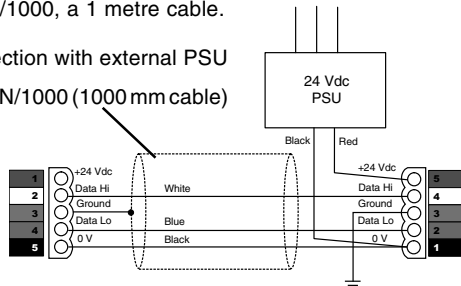 /1000, a 1 metre cable.
ection with external PSU
N/1000 (1000 mm cable)
24 Vdc
PSU
Black
Red
+24 Vdc
Data Hi
Ground
Data Lo
0 V
1
2
3
4
5
White
Blue
Black
+24 Vdc
Data Hi
Ground
Data Lo
0 V
5
4
3
2
1